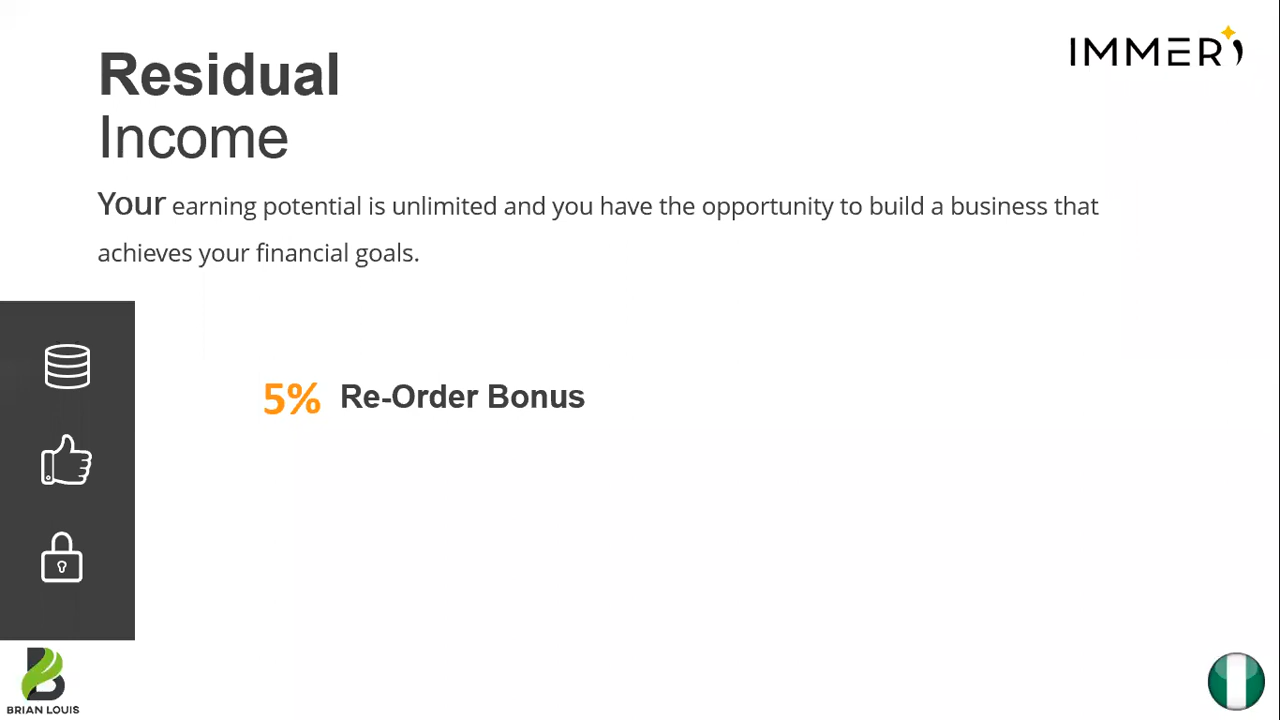 IMMERI
Residual
Income
Your earning potential is unlimited and you have the opportunity to build a business that
achieves your financial goals.
5% Re-Order Bonus
BRIAN LOUIS